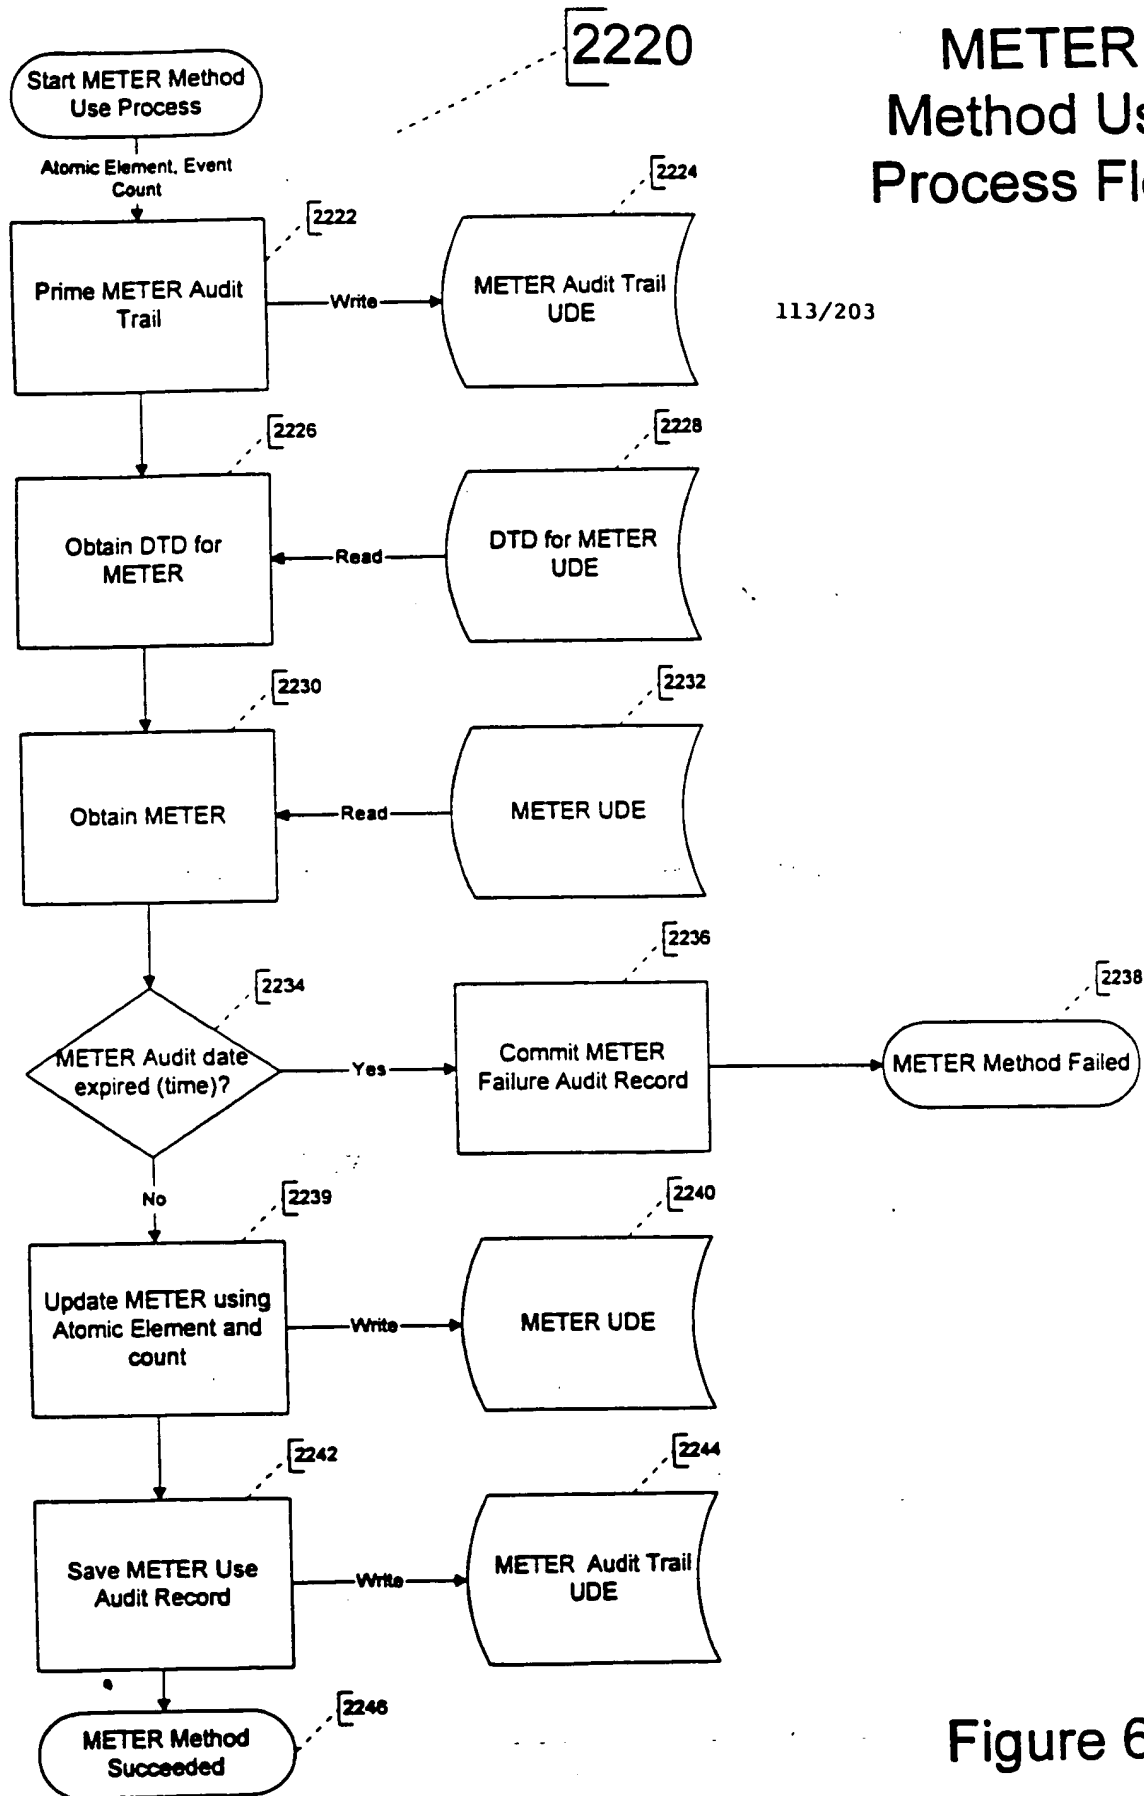 2220
METER
Method Us
Process Fl
Start METER Method
Use Process
Atomic Element, Event
Count
2222
Prime METER Audit
Trail
Write
2224
METER Audit Trail
UDE
113/203
2226
Obtain DTD for
METER
Read
2228
DTD for METER
UDE
2230
Obtain METER
Read
2232
METER UDE
2234
METER Audit date
expired (time)?
Yes
2236
Commit METER
Failure Audit Record
2238
METER Method Failed
No
2239
Update METER using
Atomic Element and
count
Write
2240
METER UDE
2242
Save METER Use
Audit Record
Write
2244
METER Audit Trail
UDE
2246
METER Method
Succeeded
Figure 6